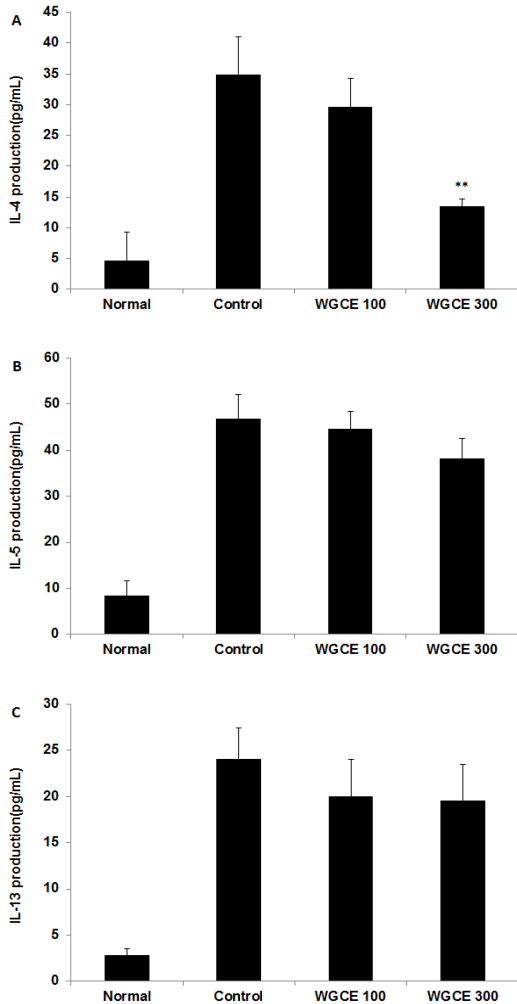 A
IL-4 production(pg/mL)
45
40
35
30
25
20
15
10
5
0
**
Normal Control WGCE 100 WGCE 300
B
IL-5 production(pg/mL)
60
50
40
30
20
10
0
Normal Control WGCE 100 WGCE 300
C
IL-13 production(pg/mL)
30
25
20
15
10
5
0
Normal Control WGCE 100 WGCE 300